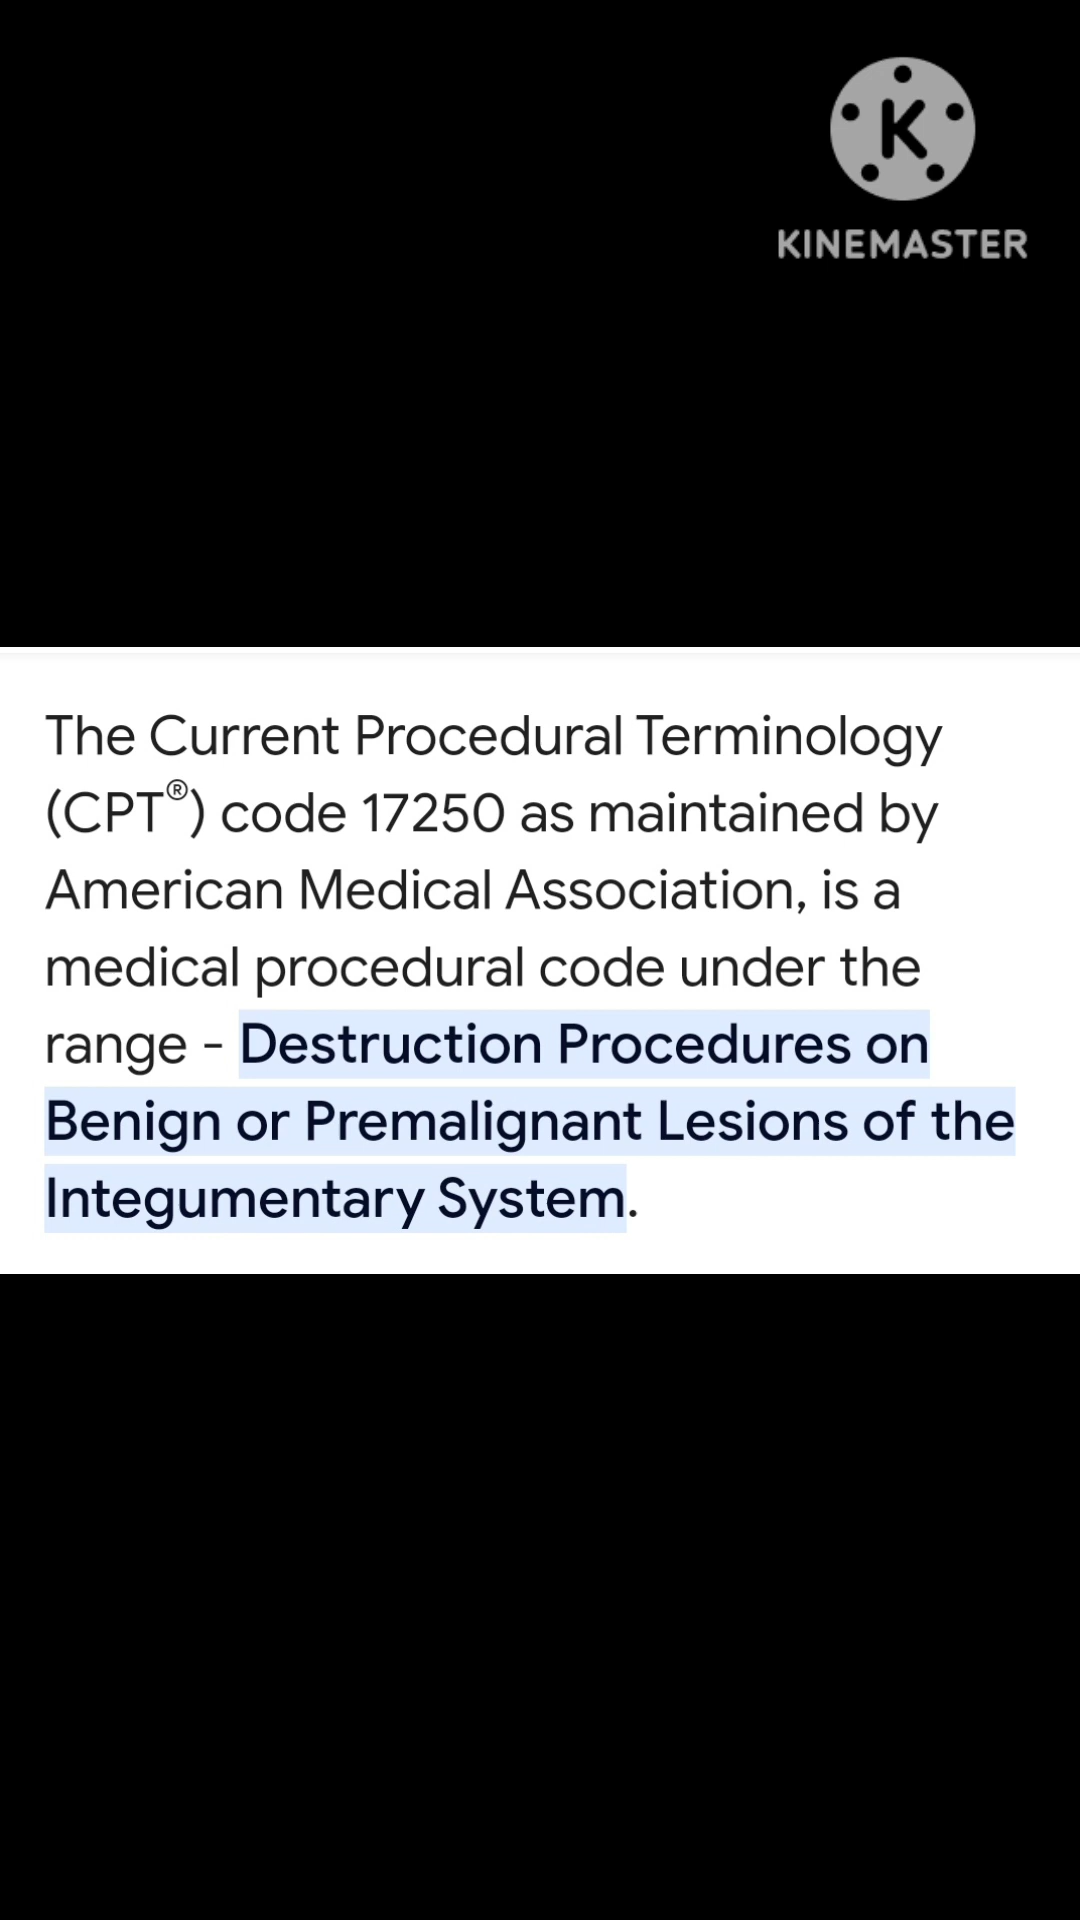 K
KINEMASTER
The Current Procedural Terminology
(CPT®) code 17250 as maintained by
American Medical Association, is a
medical procedural code under the
range - Destruction Procedures on
Benign or Premalignant Lesions of the
Integumentary System.